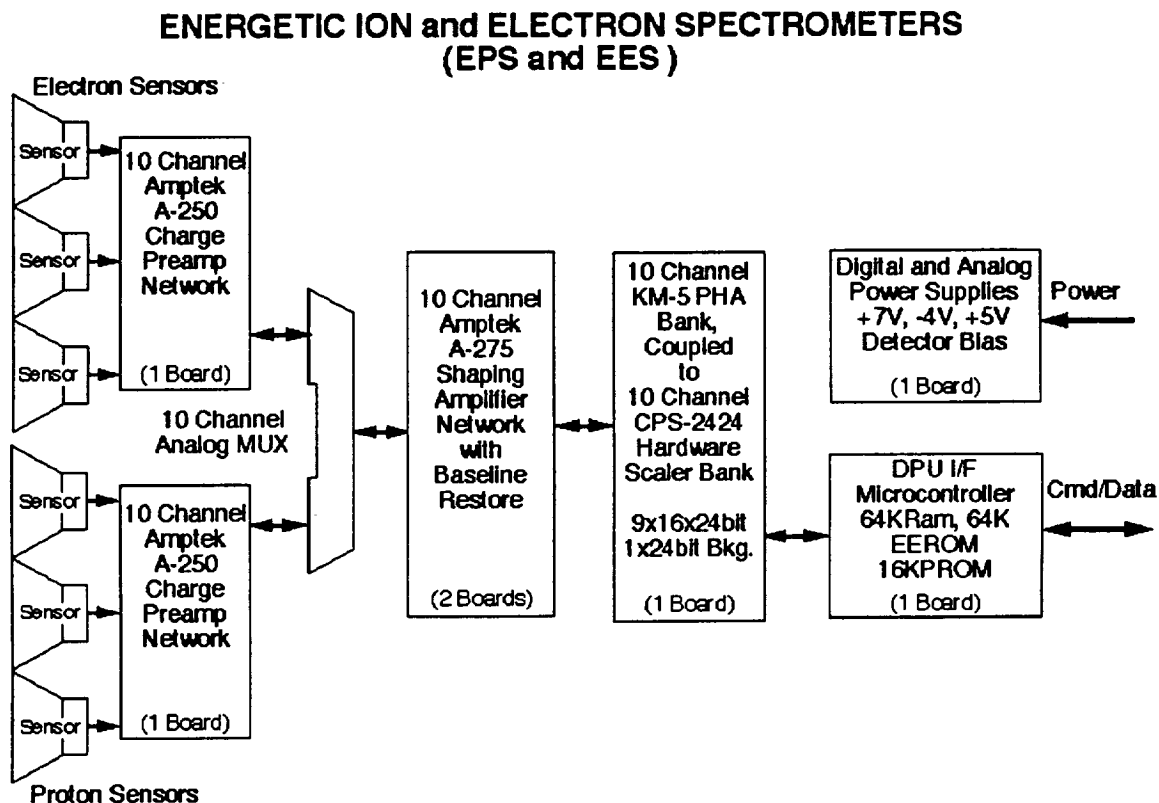 ENERGETIC ION and ELECTRON SPECTROMETERS
(EPS and EES )
Electron Sensors
Sensor
Sensor
Sensor
10 Channel
Amptek
A-250
Charge
Preamp
Network
(1 Board)
10 Channel
Analog MUX
Sensor
Sensor
Sensor
10 Channel
Amptek
A-250
Charge
Preamp
Network
(1 Board)
Proton Sensors
10 Channel
Amptek
A-275
Shaping
Amplifier
Network
with
Baseline
Restore
(2 Boards)
10 Channel
KM-5 PHA
Bank,
Coupled
to
10 Channel
CPS-2424
Hardware
Scaler Bank
9x16x24bit
1x24bit Bkg.
(1 Board)
Digital and Analog
Power Supplies
+7V, -4V, +5V
Detector Bias
(1 Board)
Power
DPU I/F
Microcontroller
64KRam, 64K
EEROM
16KPROM
(1 Board)
Cmd/Data